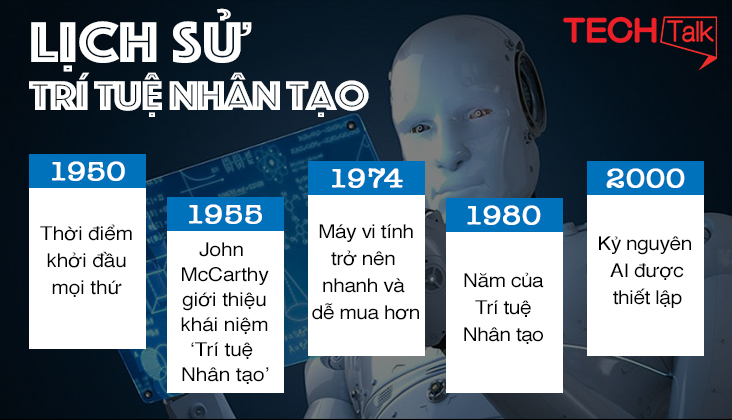 LỊCH SỬ
TRÍ TUỆ NHÂN TẠO
TECH Talk
1950
Thời điểm
khởi đầu
mọi thứ
1955
John
McCarthy
giới thiệu
khái niệm
‘Trí tuệ
Nhân tạo’
1974
Máy vi tính
trở nên
nhanh và
dễ mua hơn
1980
Năm của
Trí tuệ
Nhân tạo
2000
Kỷ nguyên
AI được
thiết lập